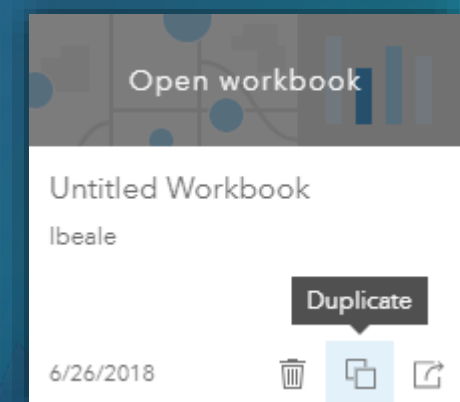 Open workbook
Untitled Workbook
lbeale
Duplicate
6/26/2018